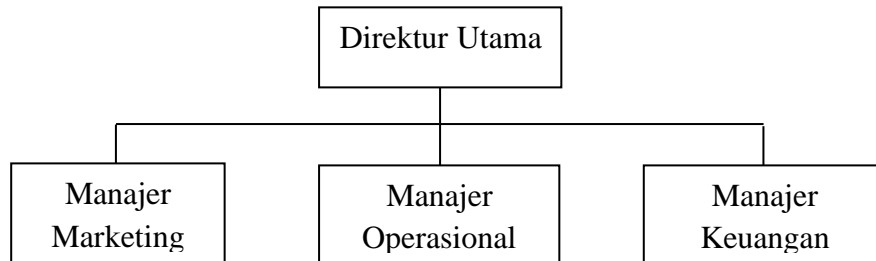 Direktur Utama
Manajer
Marketing
Manajer
Operasional
Manajer
Keuangan